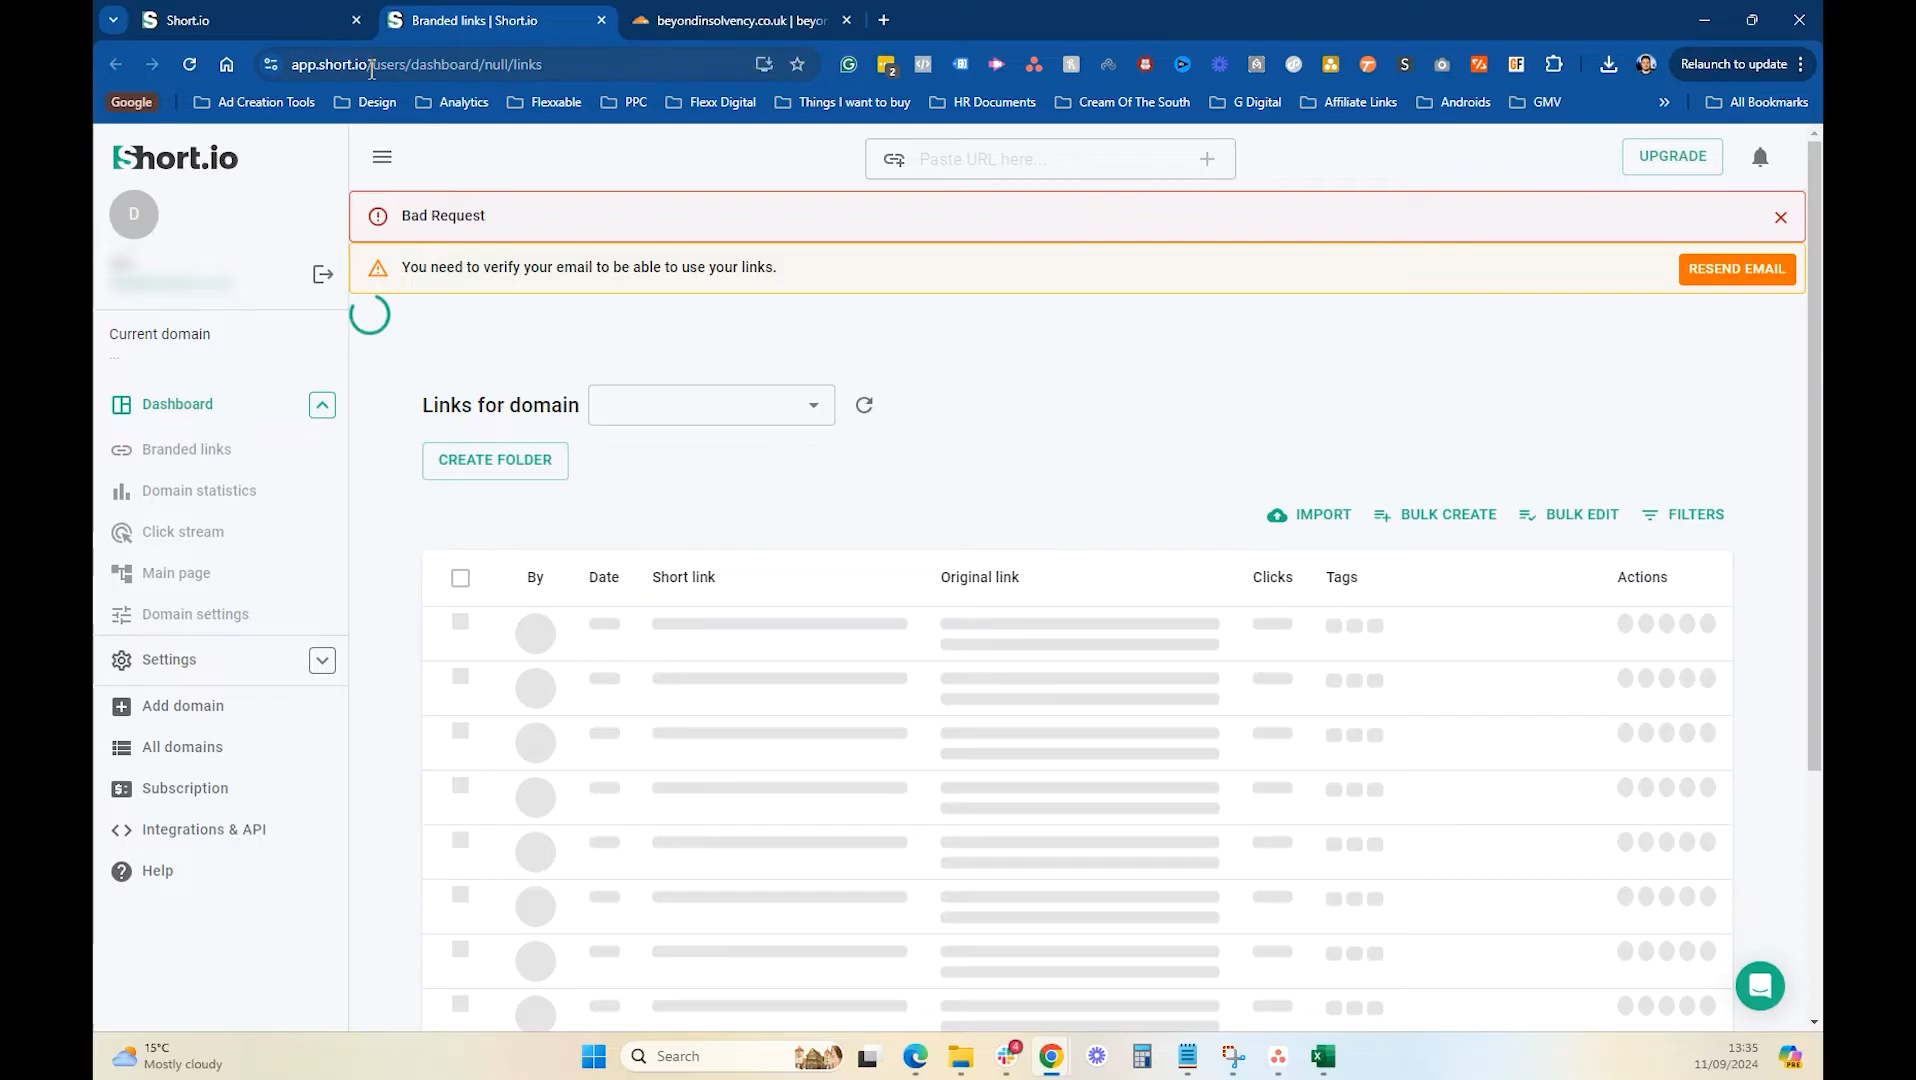 Short.io
Branded links | Short.io
beyondinsolvency.co.uk | beyor
app.short.io/users/dashboard/null/links
2
S
GF
Relaunch to update
Google
Ad Creation Tools
Design
Analytics
Flexxable
PPC
Flexx Digital
Things I want to buy
HR Documents
Cream Of The South
G Digital
Affiliate Links
Androids
GMV
All Bookmarks
Short.io
Paste URL here...
UPGRADE
D
Bad Request
You need to verify your email to be able to use your links.
RESEND EMAIL
Current domain
...
Dashboard
Branded links
Domain statistics
Click stream
Main page
Domain settings
Settings
Add domain
All domains
Subscription
Integrations & API
Help
Links for domain
CREATE FOLDER
IMPORT
BULK CREATE
BULK EDIT
FILTERS
By
Date
Short link
Original link
Clicks
Tags
Actions
15°C
Mostly cloudy
Search
4
13:35
11/09/2024
PRE